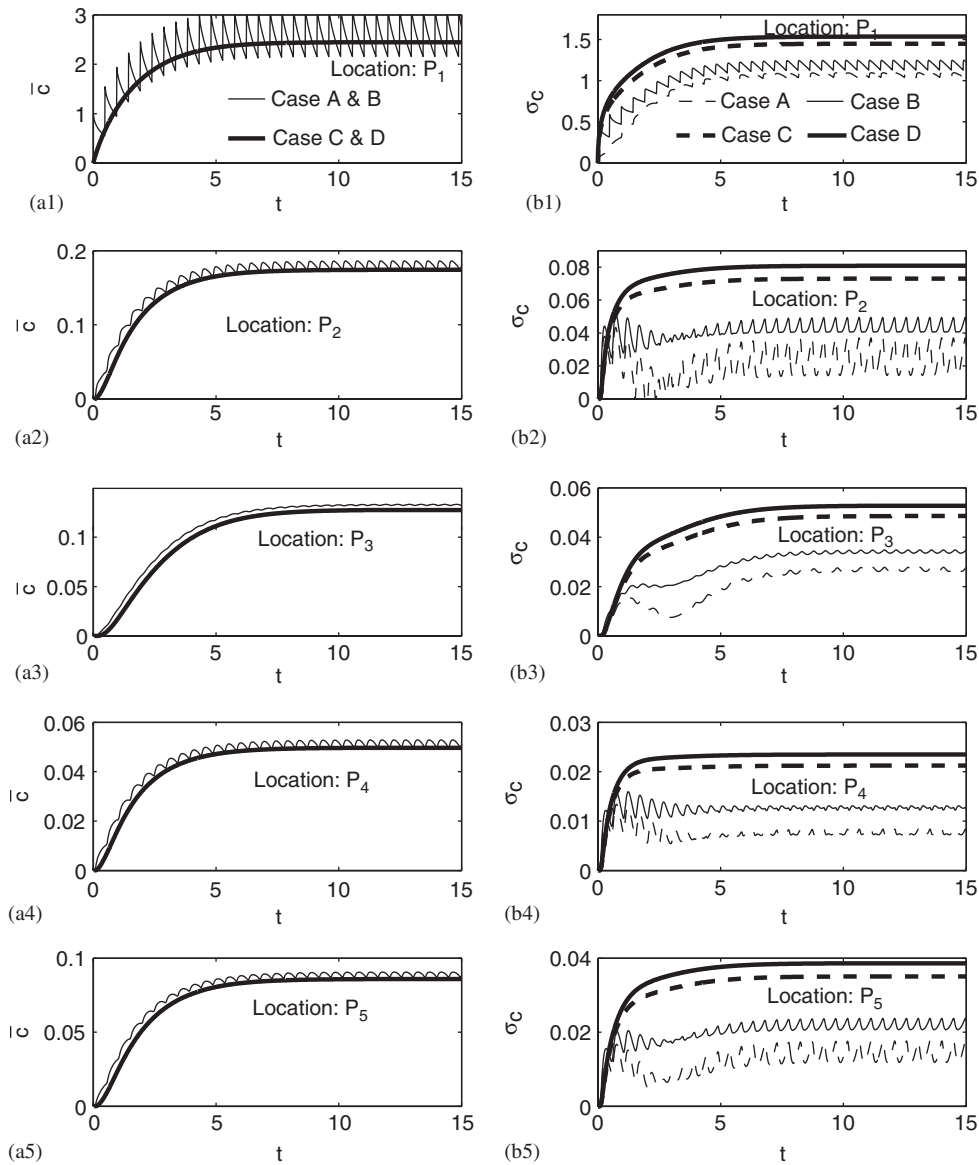 3
2
1
0
c̄
Location: P₁
Case A & B
Case C & D
0 5 10 15
t
(a1)
1.5
1
0.5
0
σc
Location: P₁
Case A Case B
Case C Case D
0 5 10 15
t
(b1)
0.2
0.1
0
c̄
Location: P₂
0 5 10 15
t
(a2)
0.08
0.06
0.04
0.02
0
σc
Location: P₂
0 5 10 15
t
(b2)
0.1
0.05
0
c̄
Location: P₃
0 5 10 15
t
(a3)
0.06
0.04
0.02
0
σc
Location: P₃
0 5 10 15
t
(b3)
0.06
0.04
0.02
0
c̄
Location: P₄
0 5 10 15
t
(a4)
0.03
0.02
0.01
0
σc
Location: P₄
0 5 10 15
t
(b4)
0.1
0.05
0
c̄
Location: P₅
0 5 10 15
t
(a5)
0.04
0.02
0
σc
Location: P₅
0 5 10 15
t
(b5)